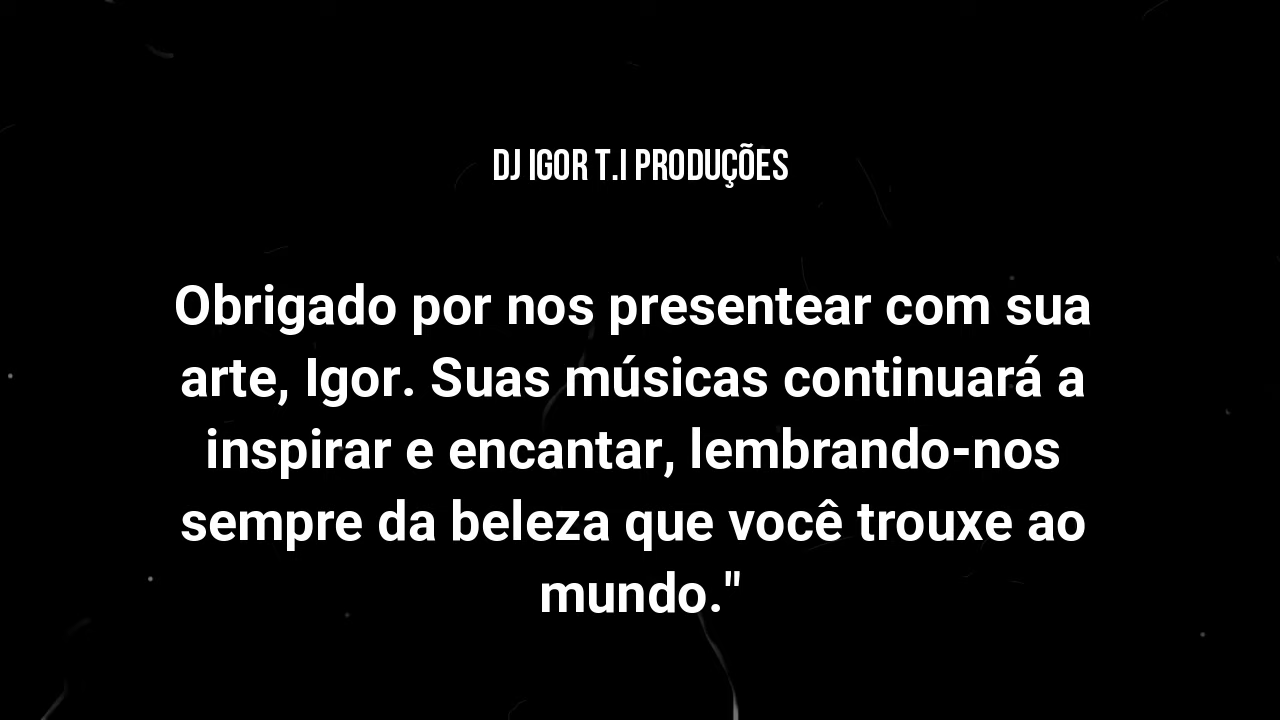 DJ IGOR T.I PRODUÇÕES
Obrigado por nos presentear com sua
arte, Igor. Suas músicas continuará a
inspirar e encantar, lembrando-nos
sempre da beleza que você trouxe ao
mundo."